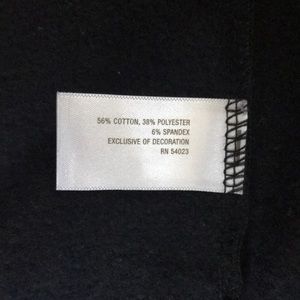 56% COTTON, 38% POLYESTER
6% SPANDEX
EXCLUSIVE OF DECORATION
RN 54023